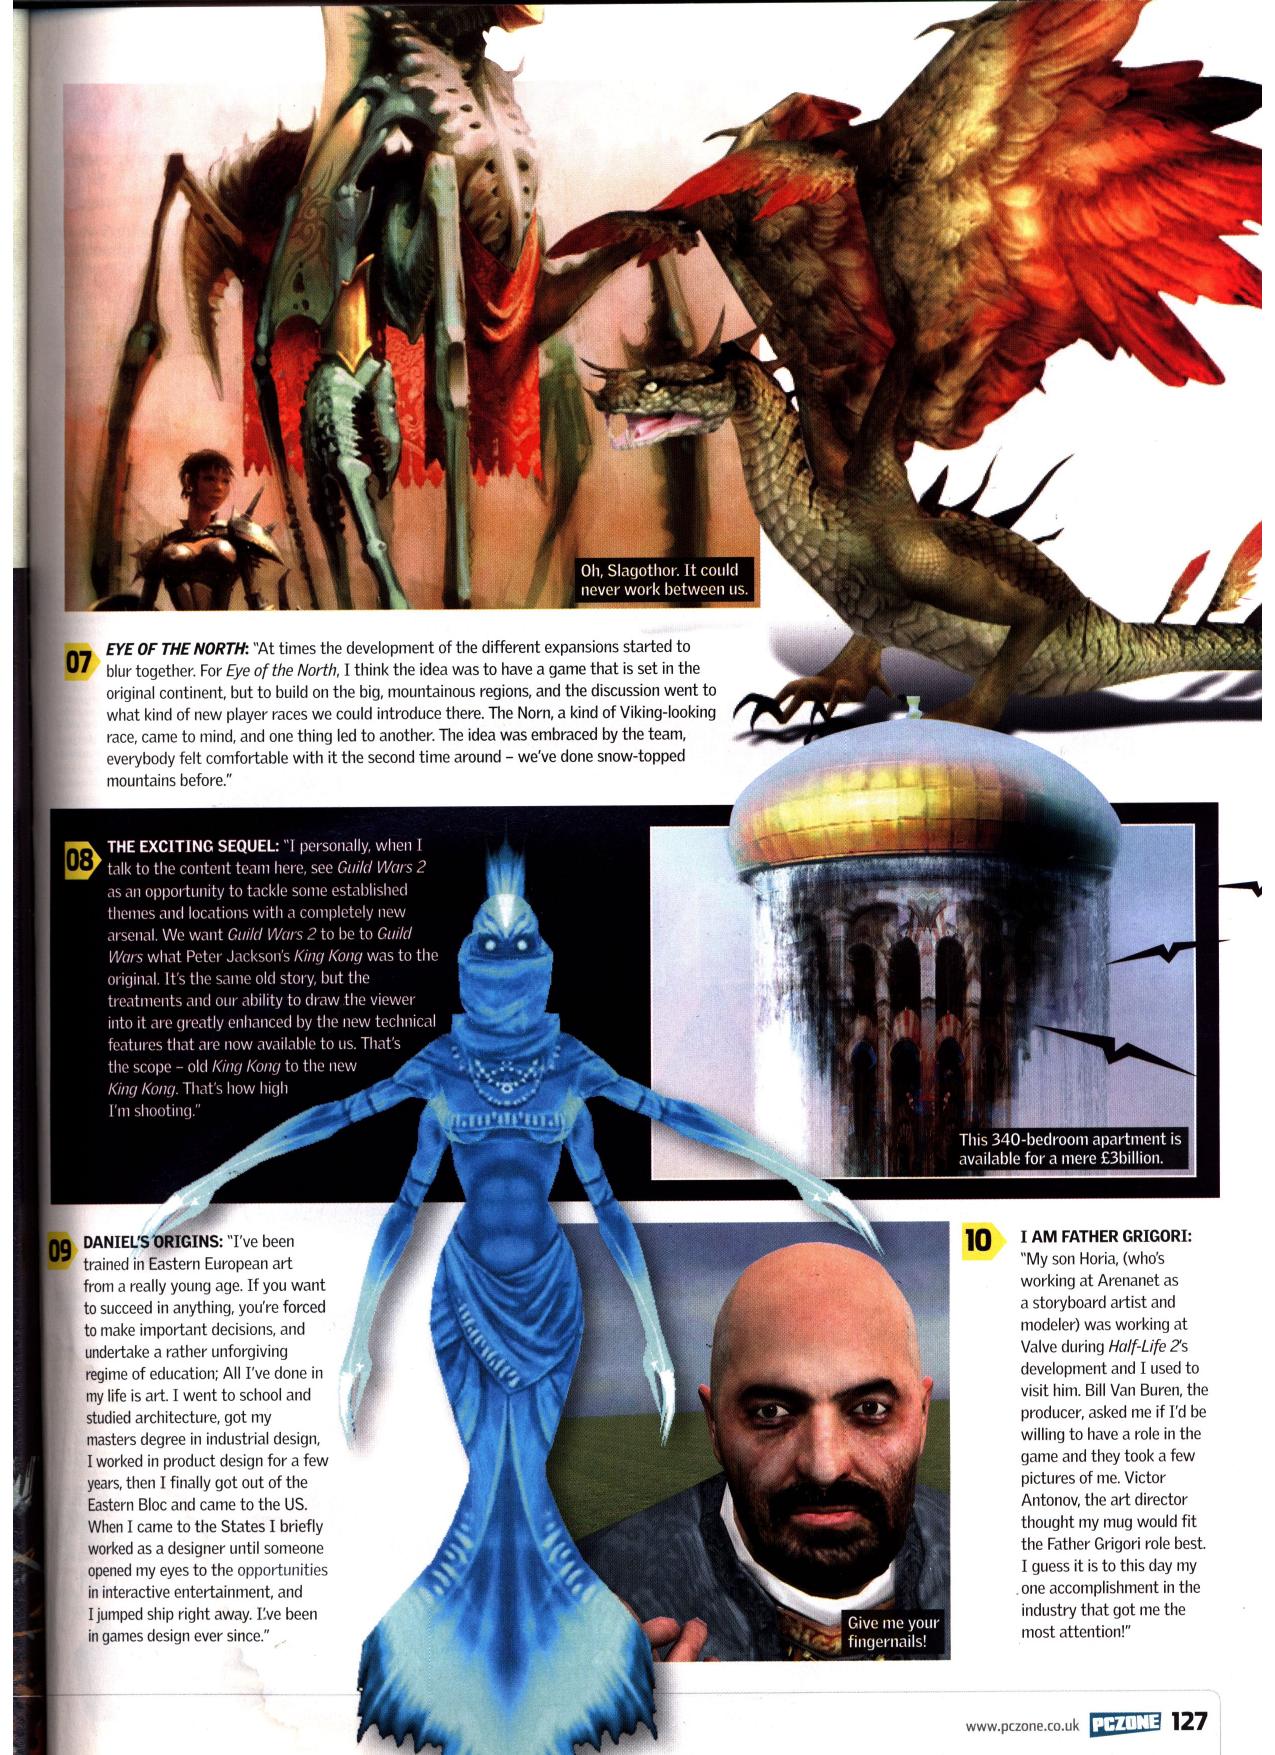 Oh, Slagothor. It could
never work between us.
07
EYE OF THE NORTH: “At times the development of the different expansions started to
blur together. For Eye of the North, I think the idea was to have a game that is set in the
original continent, but to build on the big, mountainous regions, and the discussion went to
what kind of new player races we could introduce there. The Norn, a kind of Viking-looking
race, came to mind, and one thing led to another. The idea was embraced by the team,
everybody felt comfortable with it the second time around – we’ve done snow-topped
mountains before.”
08
THE EXCITING SEQUEL: “I personally, when I
talk to the content team here, see Guild Wars 2
as an opportunity to tackle some established
themes and locations with a completely new
arsenal. We want Guild Wars 2 to be to Guild
Wars what Peter Jackson’s King Kong was to the
original. It’s the same old story, but the
treatments and our ability to draw the viewer
into it are greatly enhanced by the new technical
features that are now available to us. That’s
the scope – old King Kong to the new
King Kong. That’s how high
I’m shooting.”
This 340-bedroom apartment is
available for a mere £3billion.
09
DANIEL’S ORIGINS: “I’ve been
trained in Eastern European art
from a really young age. If you want
to succeed in anything, you’re forced
to make important decisions, and
undertake a rather unforgiving
regime of education; All I’ve done in
my life is art. I went to school and
studied architecture, got my
masters degree in industrial design,
I worked in product design for a few
years, then I finally got out of the
Eastern Bloc and came to the US.
When I came to the States I briefly
worked as a designer until someone
opened my eyes to the opportunities
in interactive entertainment, and
I jumped ship right away. I’ve been
in games design ever since.”
Give me your
fingernails!
10
I AM FATHER GRIGORI:
“My son Horia, (who’s
working at Arenanet as
a storyboard artist and
modeler) was working at
Valve during Half-Life 2’s
development and I used to
visit him. Bill Van Buren, the
producer, asked me if I’d be
willing to have a role in the
game and they took a few
pictures of me. Victor
Antonov, the art director
thought my mug would fit
the Father Grigori role best.
I guess it is to this day my
one accomplishment in the
industry that got me the
most attention!”
www.pczone.co.uk PCZONE 127